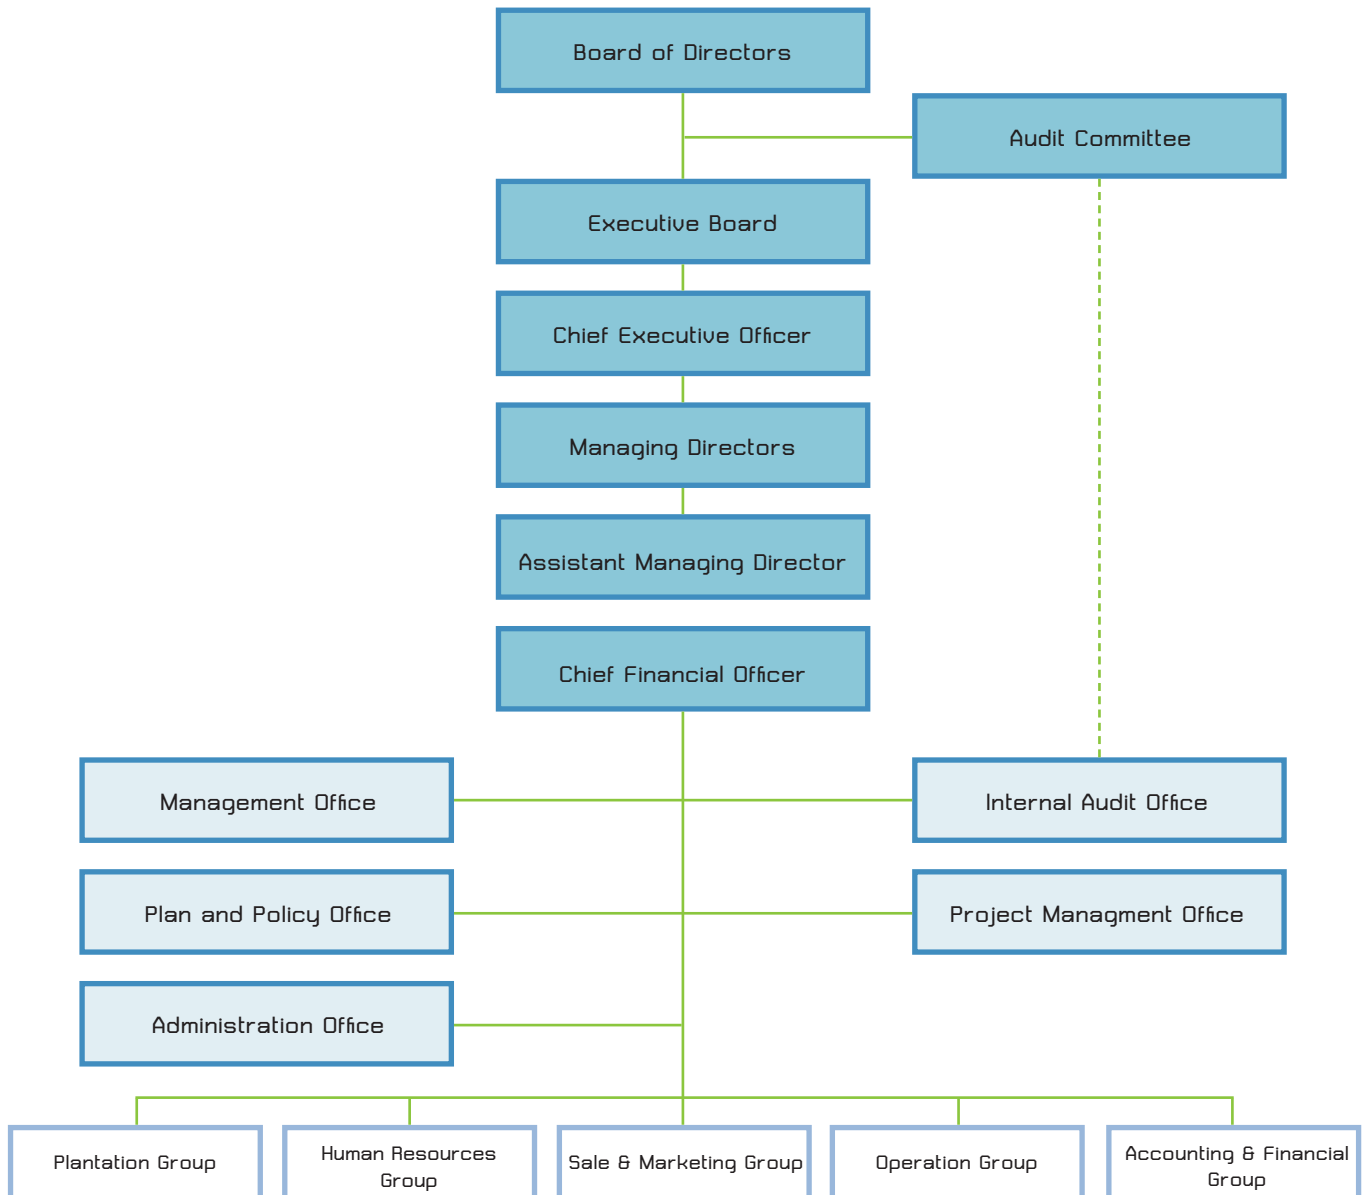 Board of Directors
Audit Committee
Executive Board
Chief Executive Officer
Managing Directors
Assistant Managing Director
Chief Financial Officer
Management Office
Internal Audit Office
Plan and Policy Office
Project Managment Office
Administration Office
Plantation Group
Human Resources
Group
Sale & Marketing Group
Operation Group
Accounting & Financial
Group